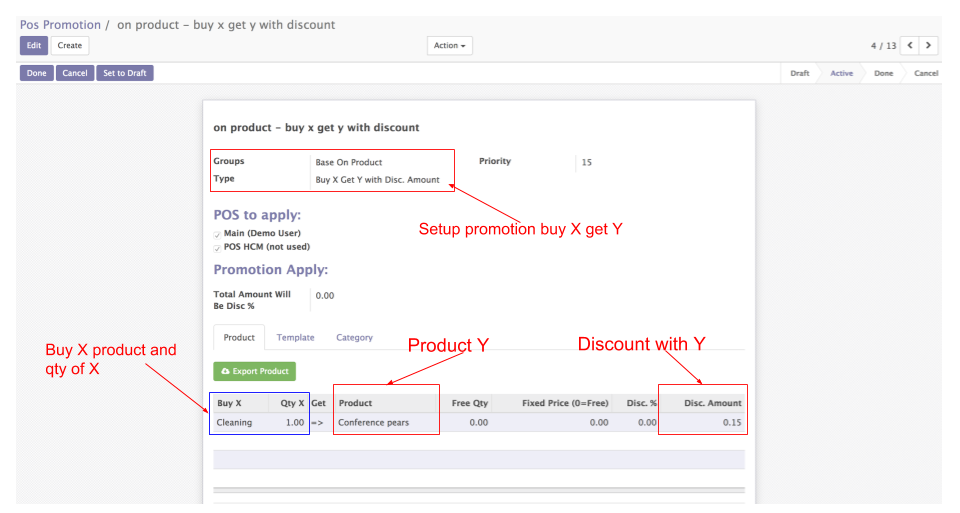 Pos Promotion / on product – buy x get y with discount
Edit Create Action 4 / 13
Done Cancel Set to Draft Draft Active Done Cancel
on product – buy x get y with discount
Groups Base On Product Priority 15
Type Buy X Get Y with Disc. Amount
POS to apply:
Setup promotion buy X get Y
Main (Demo User)
POS HCM (not used)
Promotion Apply:
Total Amount Will 0.00
Be Disc %
Product Template Category
Buy X product and
qty of X
Product Y
Discount with Y
Export Product
Buy X Qty X Get Product Free Qty Fixed Price (0=Free) Disc. % Disc. Amount
Cleaning 1.00 => Conference pears 0.00 0.00 0.00 0.15